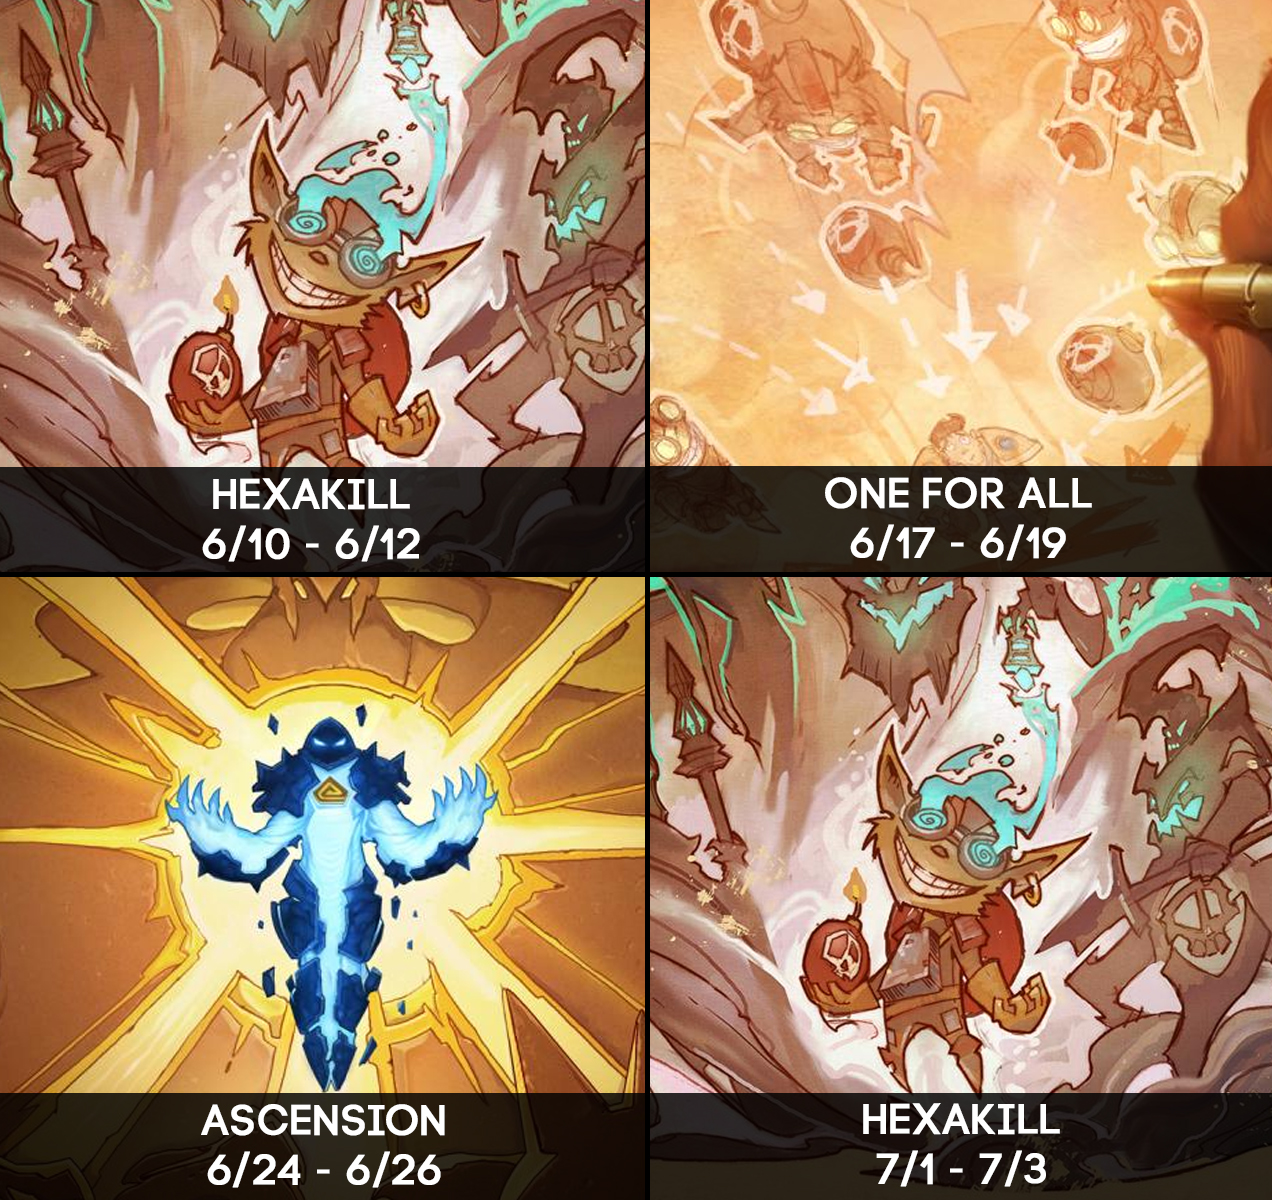 HEXAKILL
6/10 - 6/12
ONE FOR ALL
6/17 - 6/19
ASCENSION
6/24 - 6/26
HEXAKILL
7/1 - 7/3